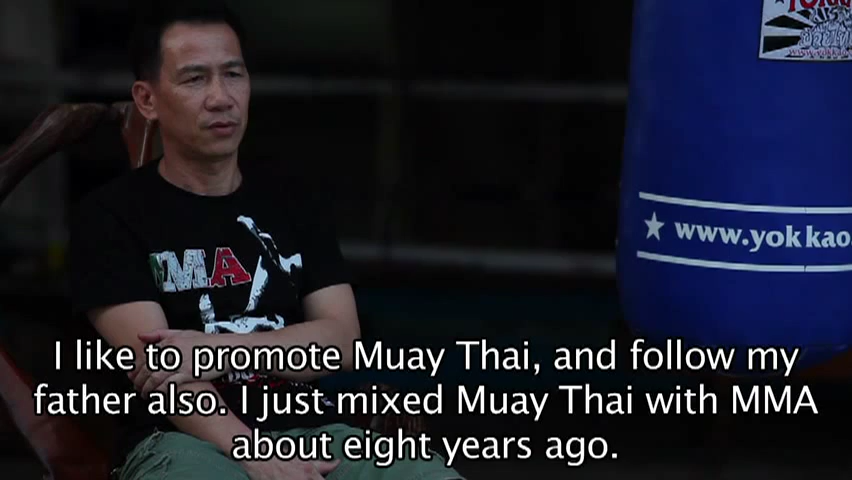 YOKKAO
MMA
www.yokkao.
I like to promote Muay Thai, and follow my
father also. I just mixed Muay Thai with MMA
about eight years ago.